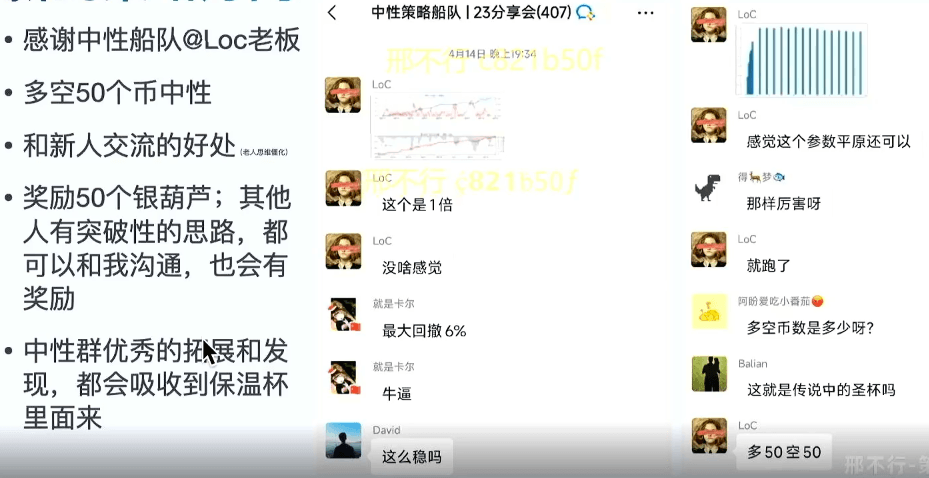 • 感谢中性船队@Loc老板
• 多空50个币中性
• 和新人交流的好处(老人思维僵化)
• 奖励50个银葫芦；其他
人有突破性的思路，都
可以和我沟通，也会有
奖励
• 中性群优秀的拓展和发
现，都会吸收到保温杯
里面来
中性策略船队 | 23分享会(407)
4月14日 晚上19:34
邢不行 c821b50f
LoC
邢不行 c821b50f
LoC
这个是1倍
LoC
没啥感觉
就是卡尔
最大回撤6%
就是卡尔
牛逼
David
这么稳吗
LoC
LoC
感觉这个参数平原还可以
得🐂梦🐟
那样厉害呀
LoC
就跑了
阿盼爱吃小番茄
多空币数是多少呀?
Balian
这就是传说中的圣杯吗
LoC
多50空50
邢不行-第